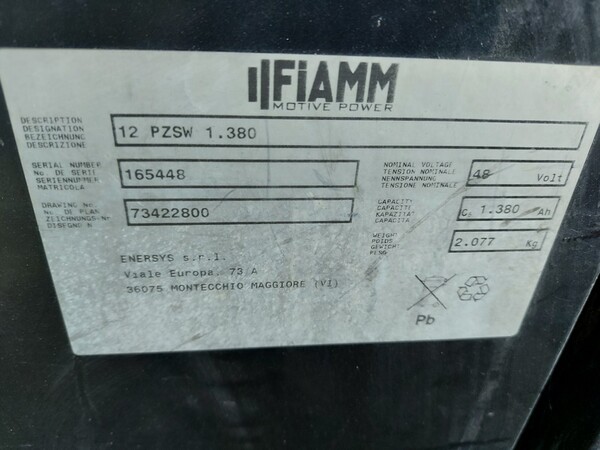 FIAMM
MOTIVE POWER
DESCRIPTION
DESIGNATION
BEZEICHNUNG
DESCRIZIONE
12 PZSW 1.380
SERIAL NUMBER
No. DE SERIE
SERIENNUMMER
MATRICOLA
165448
NOMINAL VOLTAGE
TENSION NOMINALE
NENNSPANNUNG
TENSIONE NOMINALE
48 Volt
DRAWING No
No. DE PLAN
ZEICHNUNGS-Nr
DISEGNO N
73422800
CAPACITY
CAPACITE
KAPAZITAT
CAPACITA
C5 1.380 Ah
WEIGHT
POIDS
GEWICHT
PESO
2.077 Kg
ENERSYS s.r.l.
Viale Europa, 73/A
36075 MONTECCHIO MAGGIORE (VI)
Pb